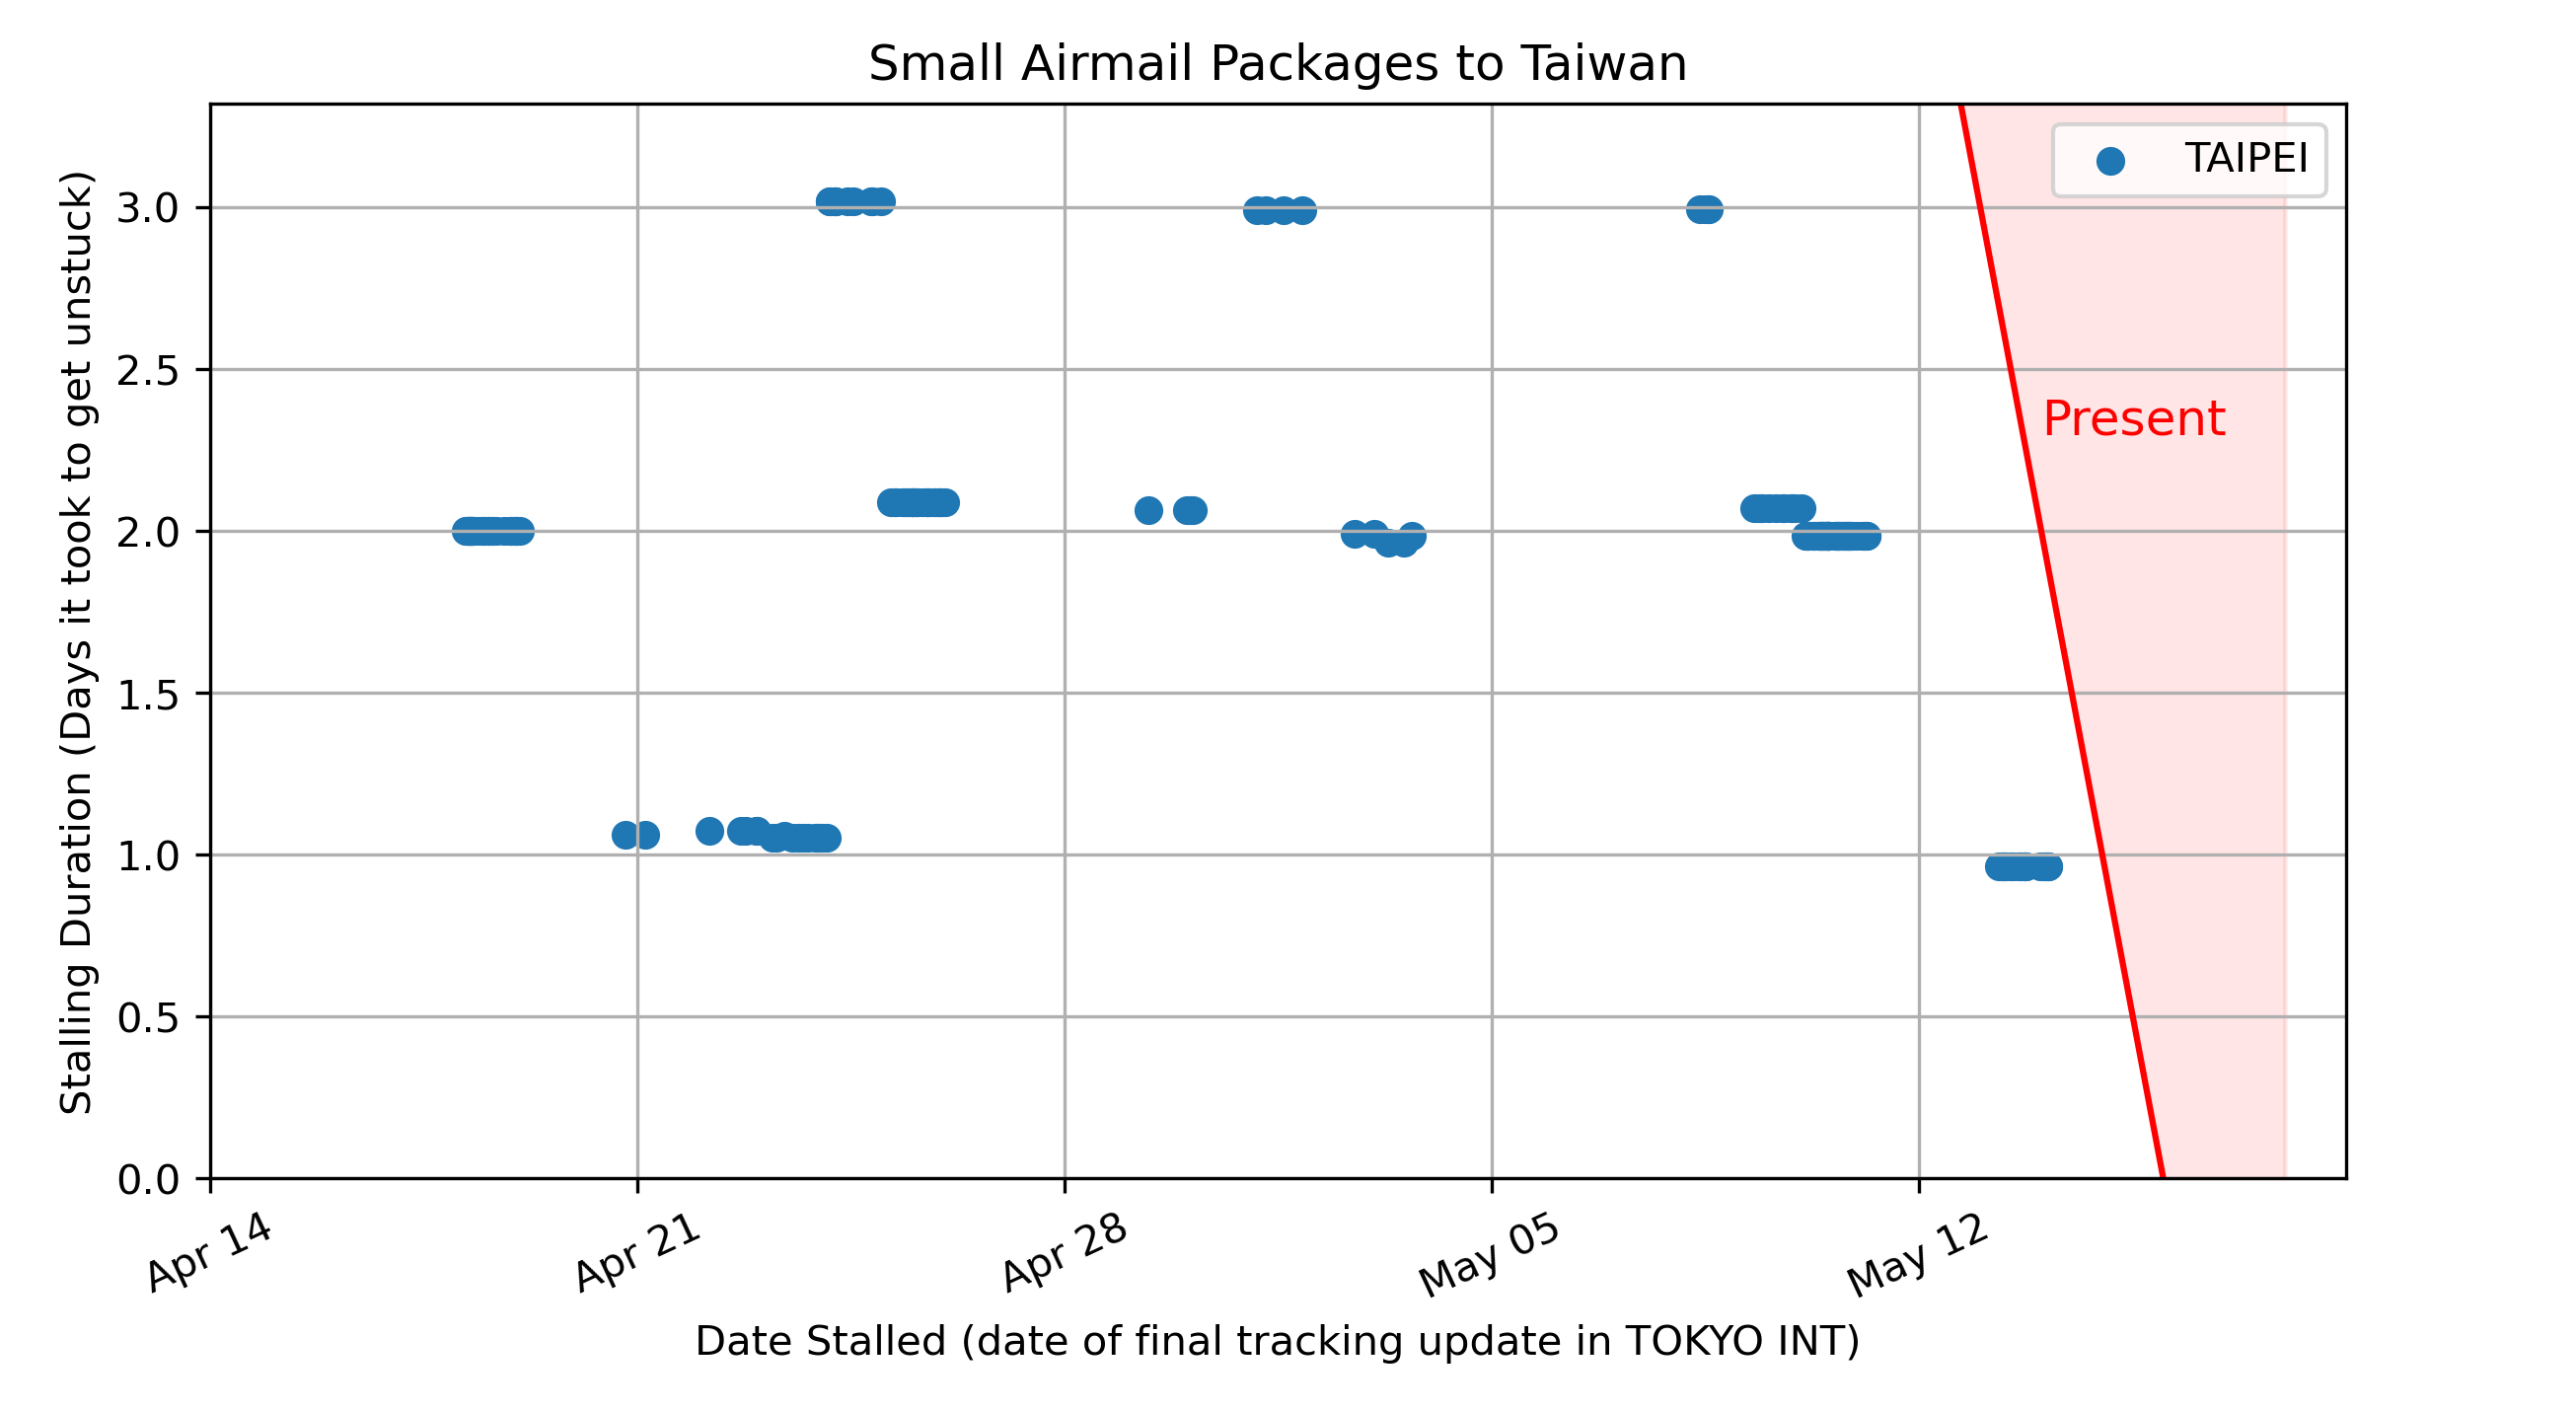 Small Airmail Packages to Taiwan
TAIPEI
Present
Stalling Duration (Days it took to get unstuck)
3.0
2.5
2.0
1.5
1.0
0.5
0.0
Apr 14
Apr 21
Apr 28
May 05
May 12
Date Stalled (date of final tracking update in TOKYO INT)